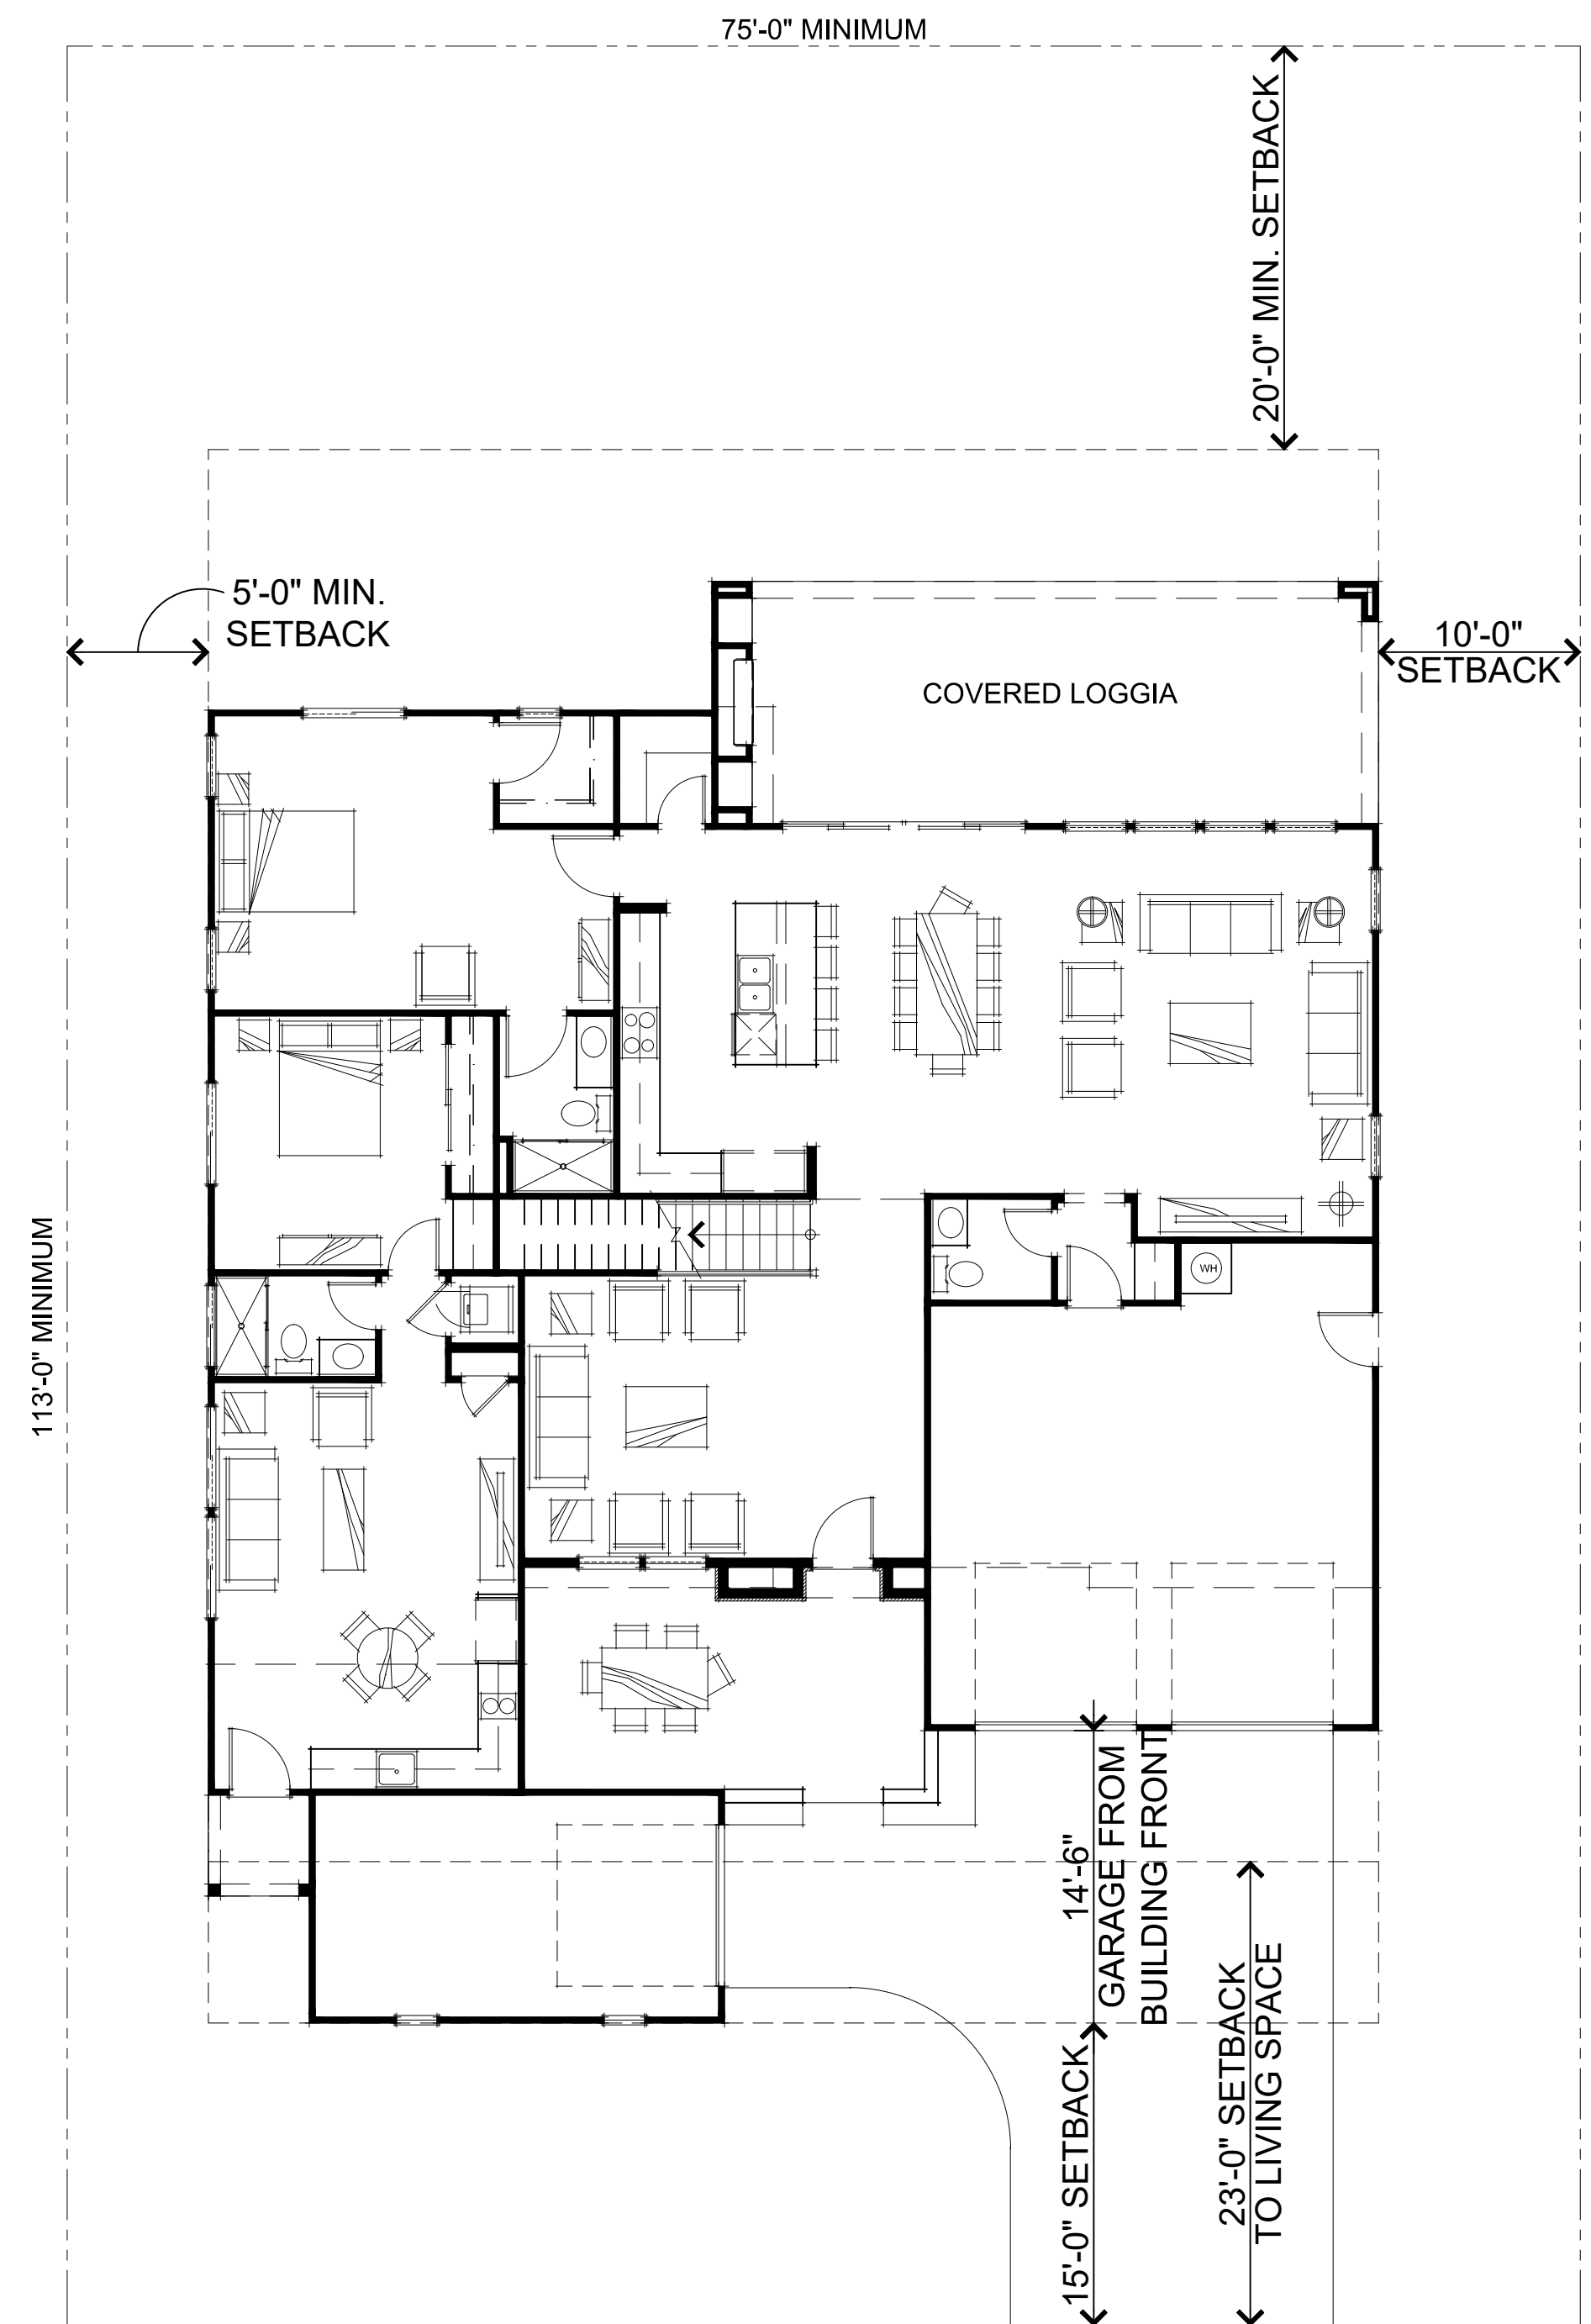 75'-0" MINIMUM
20'-0" MIN. SETBACK
5'-0" MIN.
SETBACK
10'-0"
SETBACK
COVERED LOGGIA
113'-0" MINIMUM
WH
14'-6"
GARAGE FROM
BUILDING FRONT
15'-0" SETBACK
23'-0" SETBACK
TO LIVING SPACE